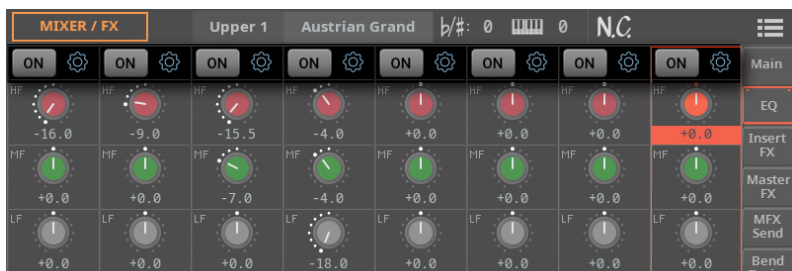 MIXER / FX Upper 1 Austrian Grand b/#: 0 0 N.C.
ON ON ON ON ON ON ON ON Main
HF HF HF HF HF HF HF HF
EQ
-16.0 -9.0 -15.5 -4.0 +0.0 +0.0 +0.0 +0.0
Insert
FX
MF MF MF MF MF MF MF MF
Master
FX
+0.0 +0.0 -7.0 -4.0 +0.0 +0.0 +0.0 +0.0
LF LF LF LF LF LF LF LF
MFX
Send
+0.0 +0.0 +0.0 -18.0 +0.0 +0.0 +0.0 +0.0
Bend